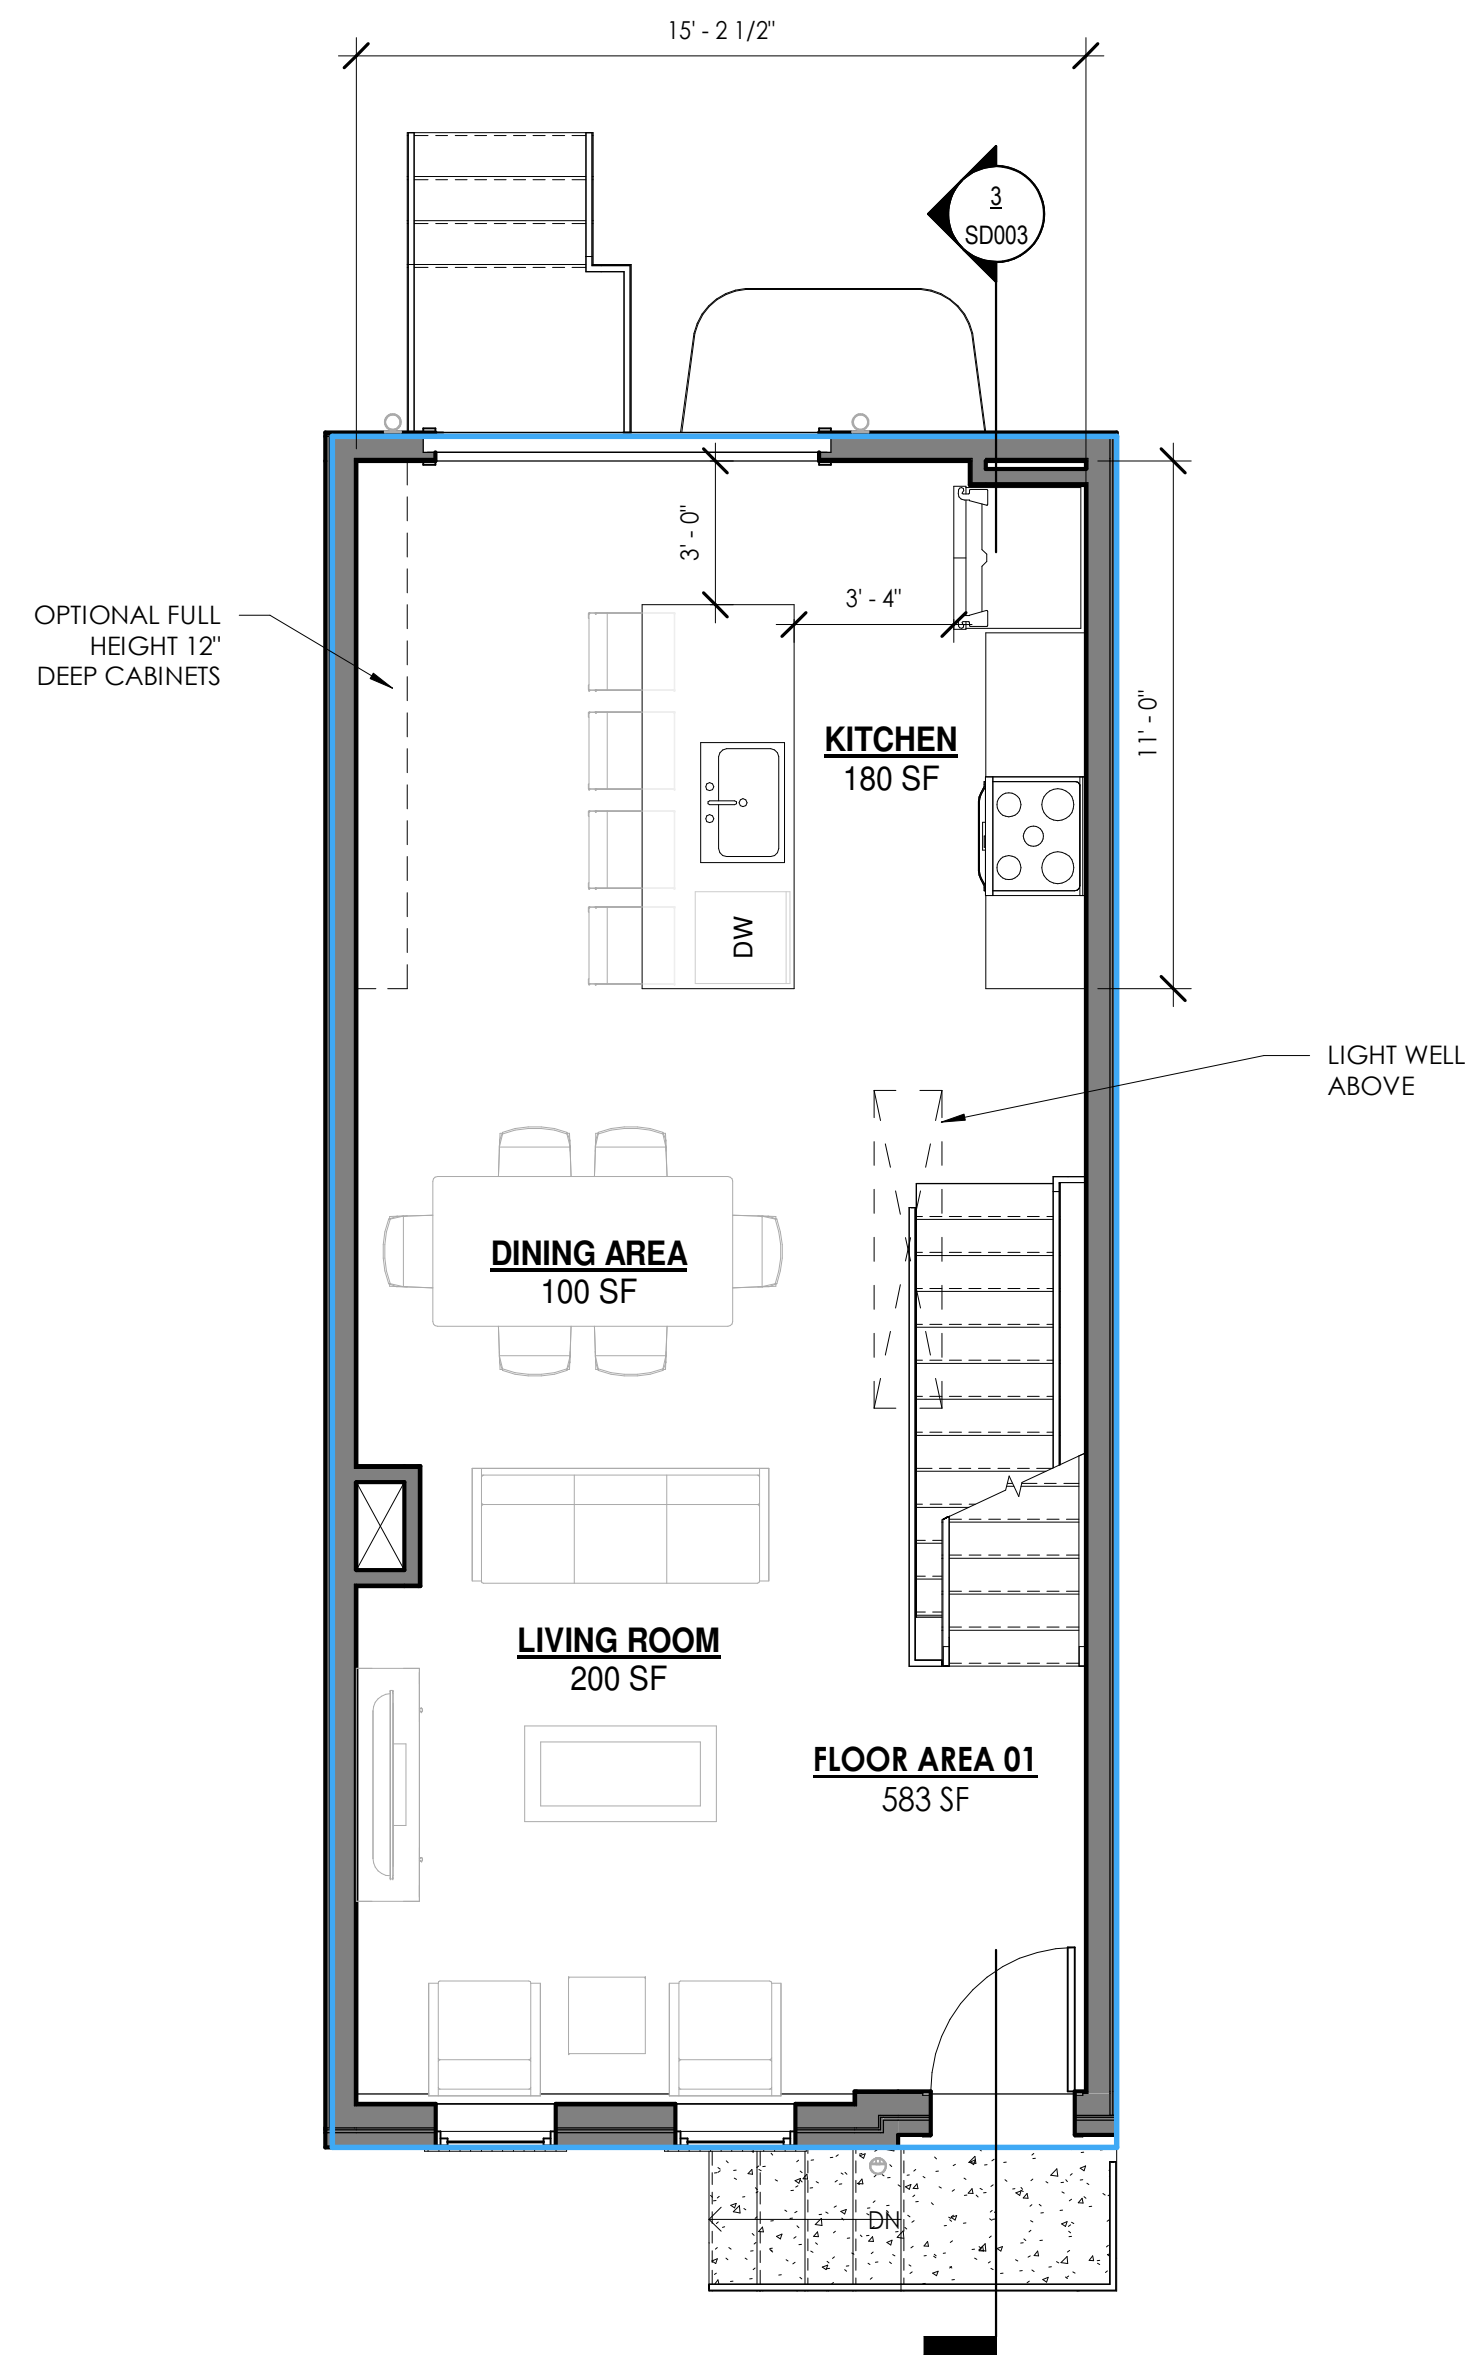 15' - 2 1/2"
3
SD003
3' - 0"
3' - 4"
OPTIONAL FULL
HEIGHT 12"
DEEP CABINETS
11' - 0"
KITCHEN
180 SF
DW
LIGHT WELL
ABOVE
DINING AREA
100 SF
LIVING ROOM
200 SF
FLOOR AREA 01
583 SF
DN